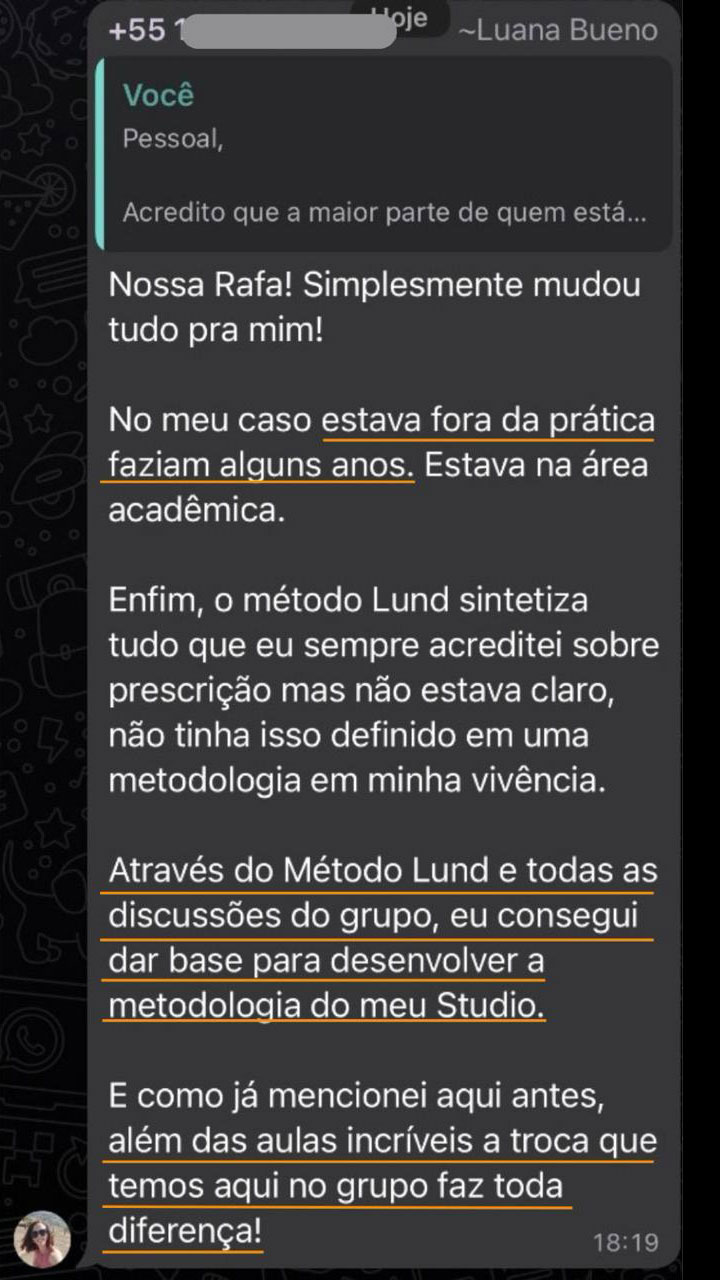 +55 1
Hoje
~Luana Bueno
Você
Pessoal,
Acredito que a maior parte de quem está...
Nossa Rafa! Simplesmente mudou
tudo pra mim!
No meu caso estava fora da prática
faziam alguns anos. Estava na área
acadêmica.
Enfim, o método Lund sintetiza
tudo que eu sempre acreditei sobre
prescrição mas não estava claro,
não tinha isso definido em uma
metodologia em minha vivência.
Através do Método Lund e todas as
discussões do grupo, eu consegui
dar base para desenvolver a
metodologia do meu Studio.
E como já mencionei aqui antes,
além das aulas incríveis a troca que
temos aqui no grupo faz toda
diferença!
18:19